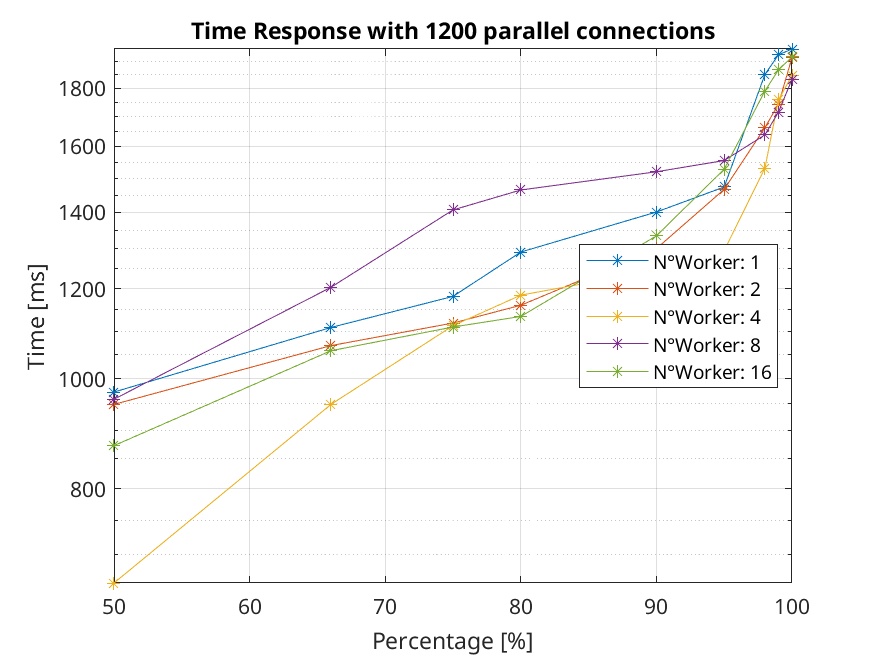 Time Response with 1200 parallel connections
Time [ms]
1800
1600
1400
1200
1000
800
N°Worker: 1
N°Worker: 2
N°Worker: 4
N°Worker: 8
N°Worker: 16
50 60 70 80 90 100
Percentage [%]